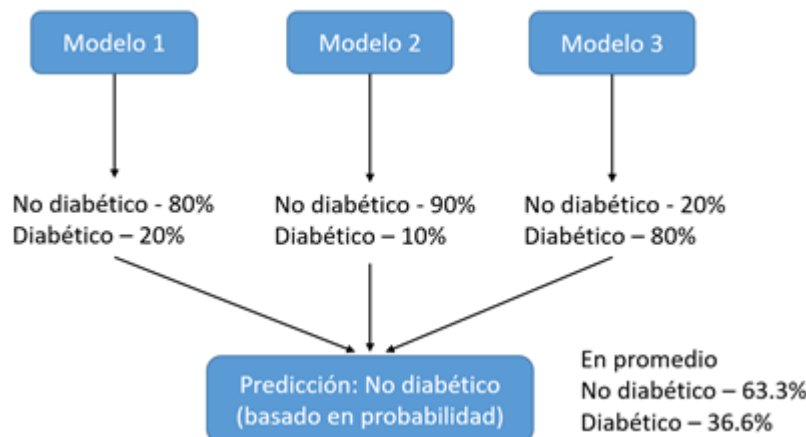 Modelo 1
Modelo 2
Modelo 3
No diabético - 80%
Diabético – 20%
No diabético - 90%
Diabético – 10%
No diabético - 20%
Diabético – 80%
Predicción: No diabético
(basado en probabilidad)
En promedio
No diabético – 63.3%
Diabético – 36.6%